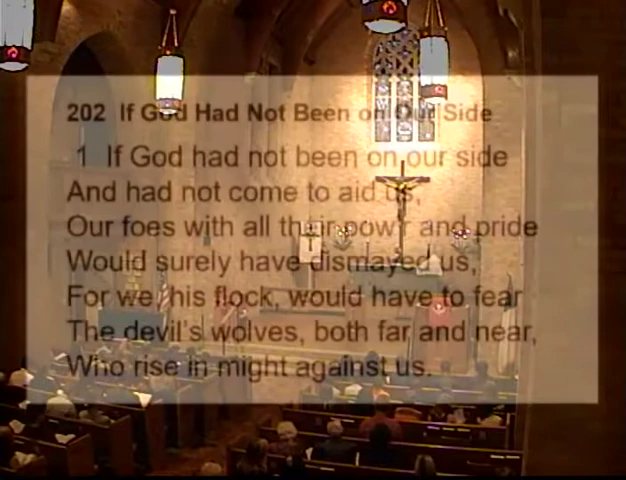 202 If God Had Not Been on Our Side
1 If God had not been on our side
And had not come to aid us,
Our foes with all their pow'r and pride
Would surely have dismayed us,
For we, his flock, would have to fear
The devil's wolves, both far and near,
Who rise in might against us.